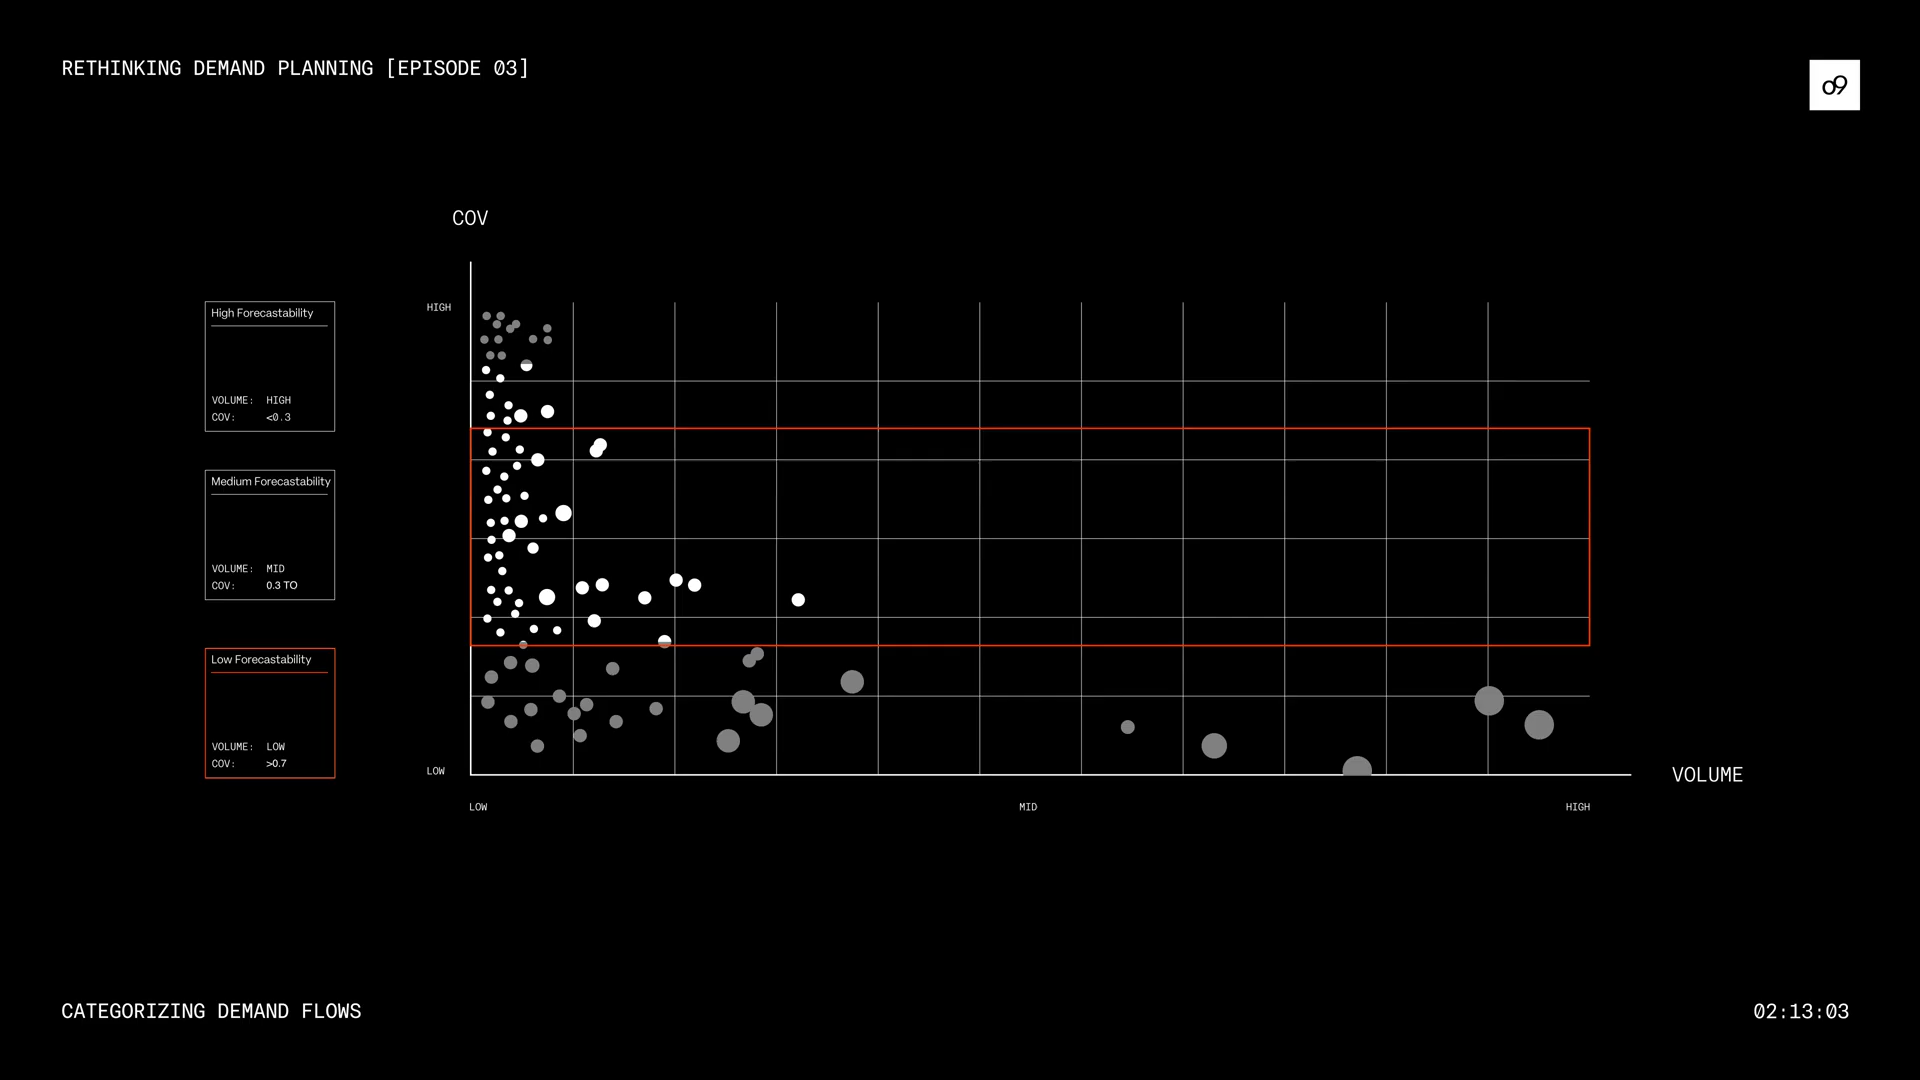 RETHINKING DEMAND PLANNING [EPISODE 03]
o9
COV
HIGH
High Forecastability
VOLUME: HIGH
COV: <0.3
Medium Forecastability
VOLUME: MID
COV: 0.3 TO
Low Forecastability
VOLUME: LOW
COV: >0.7
LOW
VOLUME
LOW MID HIGH
CATEGORIZING DEMAND FLOWS
02:13:03